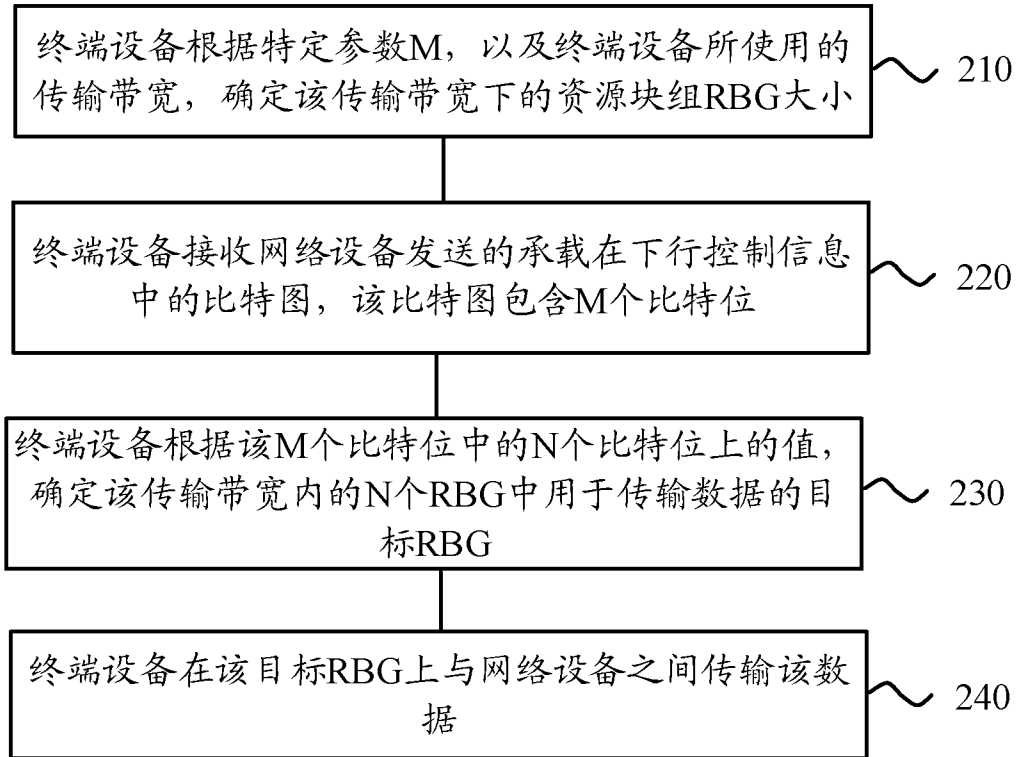 终端设备根据特定参数M，以及终端设备所使用的
传输带宽，确定该传输带宽下的资源块组RBG大小
210
终端设备接收网络设备发送的承载在下行控制信息
中的比特图，该比特图包含M个比特位
220
终端设备根据该M个比特位中的N个比特位上的值，
确定该传输带宽内的N个RBG中用于传输数据的目
标RBG
230
终端设备在该目标RBG上与网络设备之间传输该数
据
240